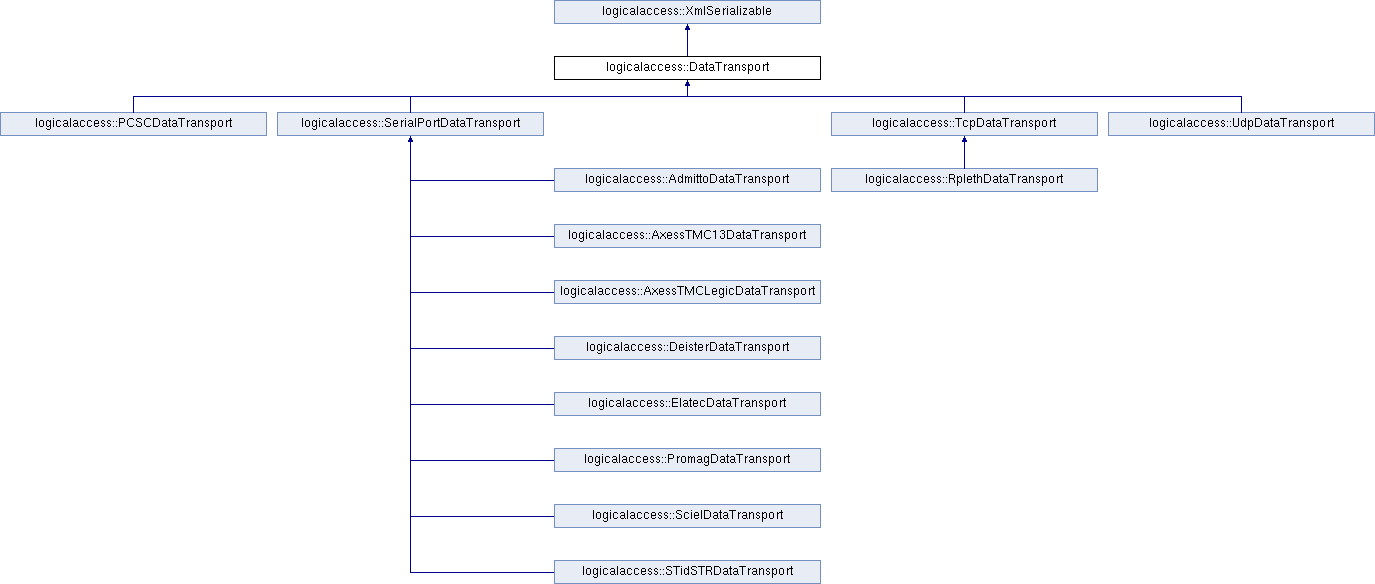 logicalaccess::XmlSerializable
logicalaccess::DataTransport
logicalaccess::PCSCDataTransport
logicalaccess::SerialPortDataTransport
logicalaccess::TcpDataTransport
logicalaccess::UdpDataTransport
logicalaccess::AdmittoDataTransport
logicalaccess::RplethDataTransport
logicalaccess::AxessTMC13DataTransport
logicalaccess::AxessTMCLegicDataTransport
logicalaccess::DeisterDataTransport
logicalaccess::ElatecDataTransport
logicalaccess::PromagDataTransport
logicalaccess::ScielDataTransport
logicalaccess::STidSTRDataTransport